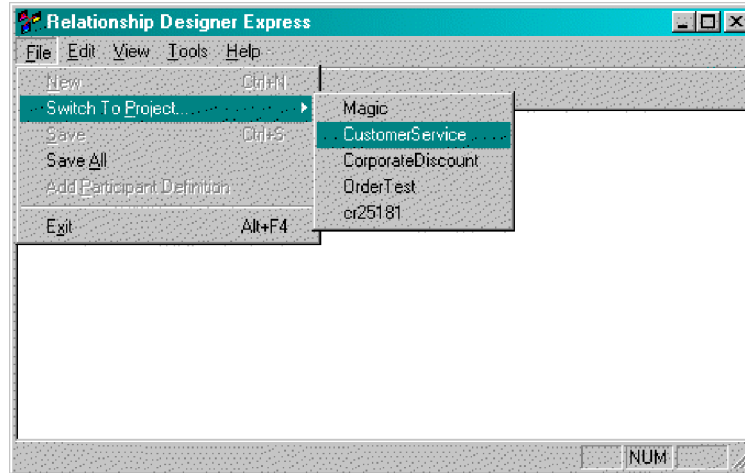 Relationship Designer Express
File Edit View Tools Help
New Ctrl+N
Switch To Project...
Save Ctrl+S
Save All
Add Participant Definition
Exit Alt+F4
Magic
CustomerService
CorporateDiscount
OrderTest
cr25181
NUM